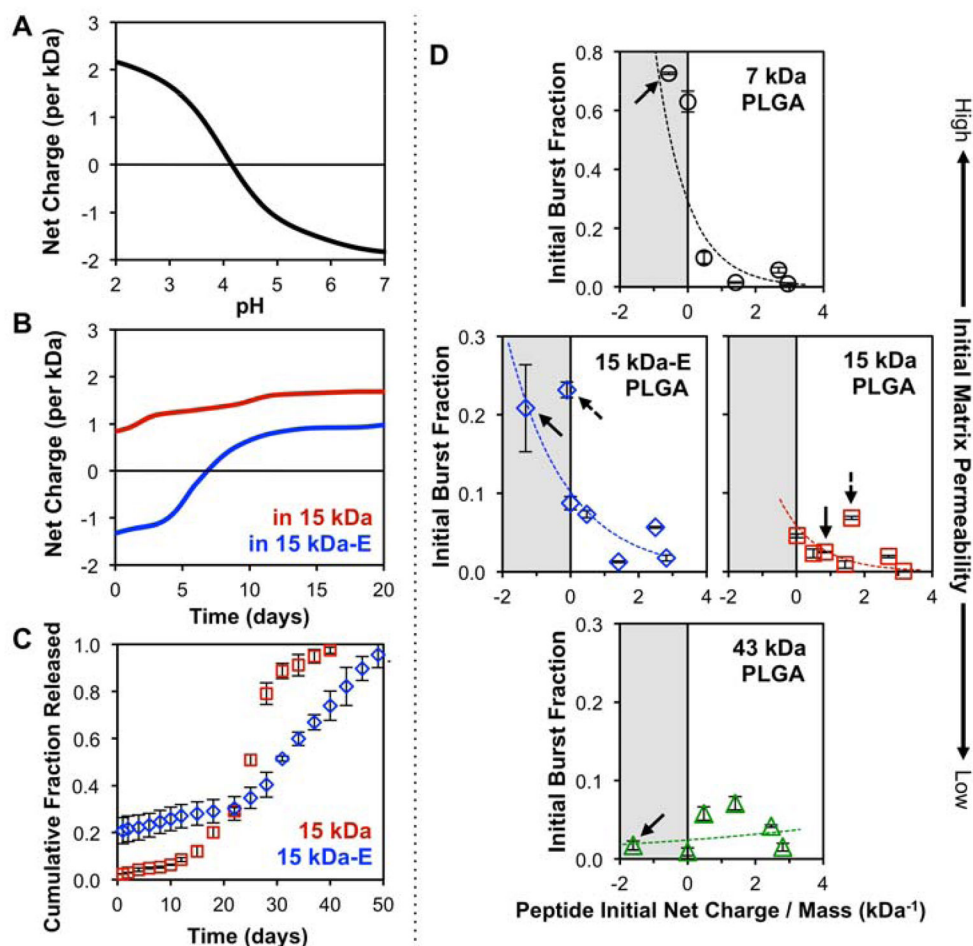 A
Net Charge (per kDa)
3
2
1
0
-1
-2
2 3 4 5 6 7
pH
B
Net Charge (per kDa)
3
2
1
0
-1
-2
in 15 kDa
in 15 kDa-E
0 5 10 15 20
Time (days)
C
Cumulative Fraction Released
1.0
0.8
0.6
0.4
0.2
0.0
15 kDa
15 kDa-E
0 10 20 30 40 50
Time (days)
D
Initial Burst Fraction
0.8
0.6
0.4
0.2
0.0
7 kDa
PLGA
-2 0 2 4
Initial Burst Fraction
0.3
0.2
0.1
0.0
15 kDa-E
PLGA
-2 0 2 4
15 kDa
PLGA
-2 0 2 4
Initial Burst Fraction
0.3
0.2
0.1
0.0
43 kDa
PLGA
-2 0 2 4
Peptide Initial Net Charge / Mass (kDa⁻¹)
High
Initial Matrix Permeability
Low